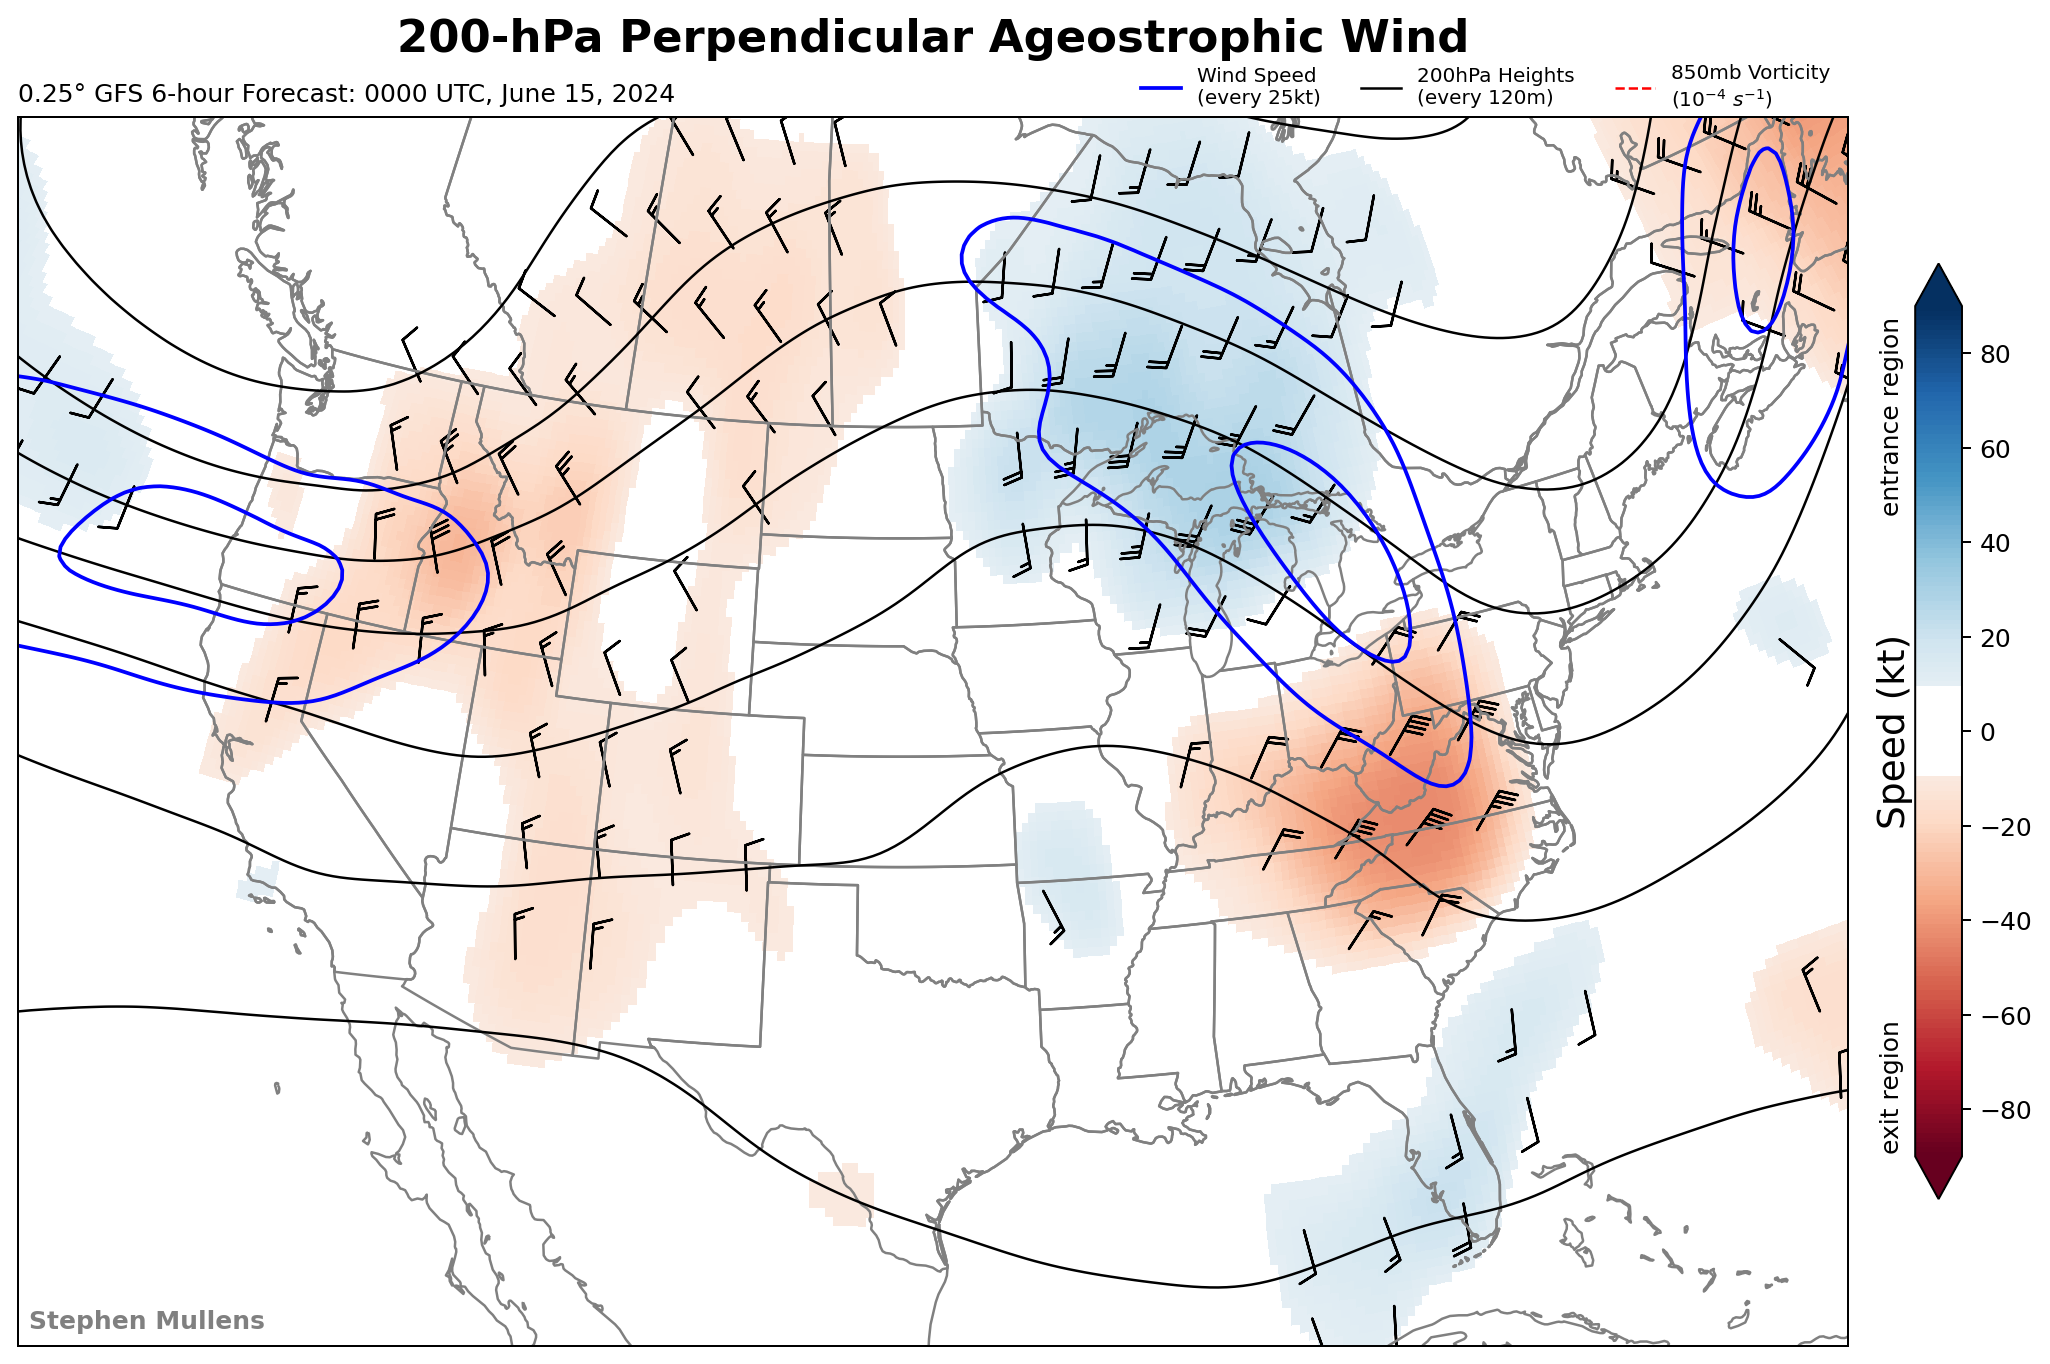 200-hPa Perpendicular Ageostrophic Wind
0.25° GFS 6-hour Forecast: 0000 UTC, June 15, 2024
Wind Speed
(every 25kt)
200hPa Heights
(every 120m)
850mb Vorticity
(10⁻⁴ s⁻¹)
entrance region
Speed (kt)
exit region
80
60
40
20
0
−20
−40
−60
−80
Stephen Mullens